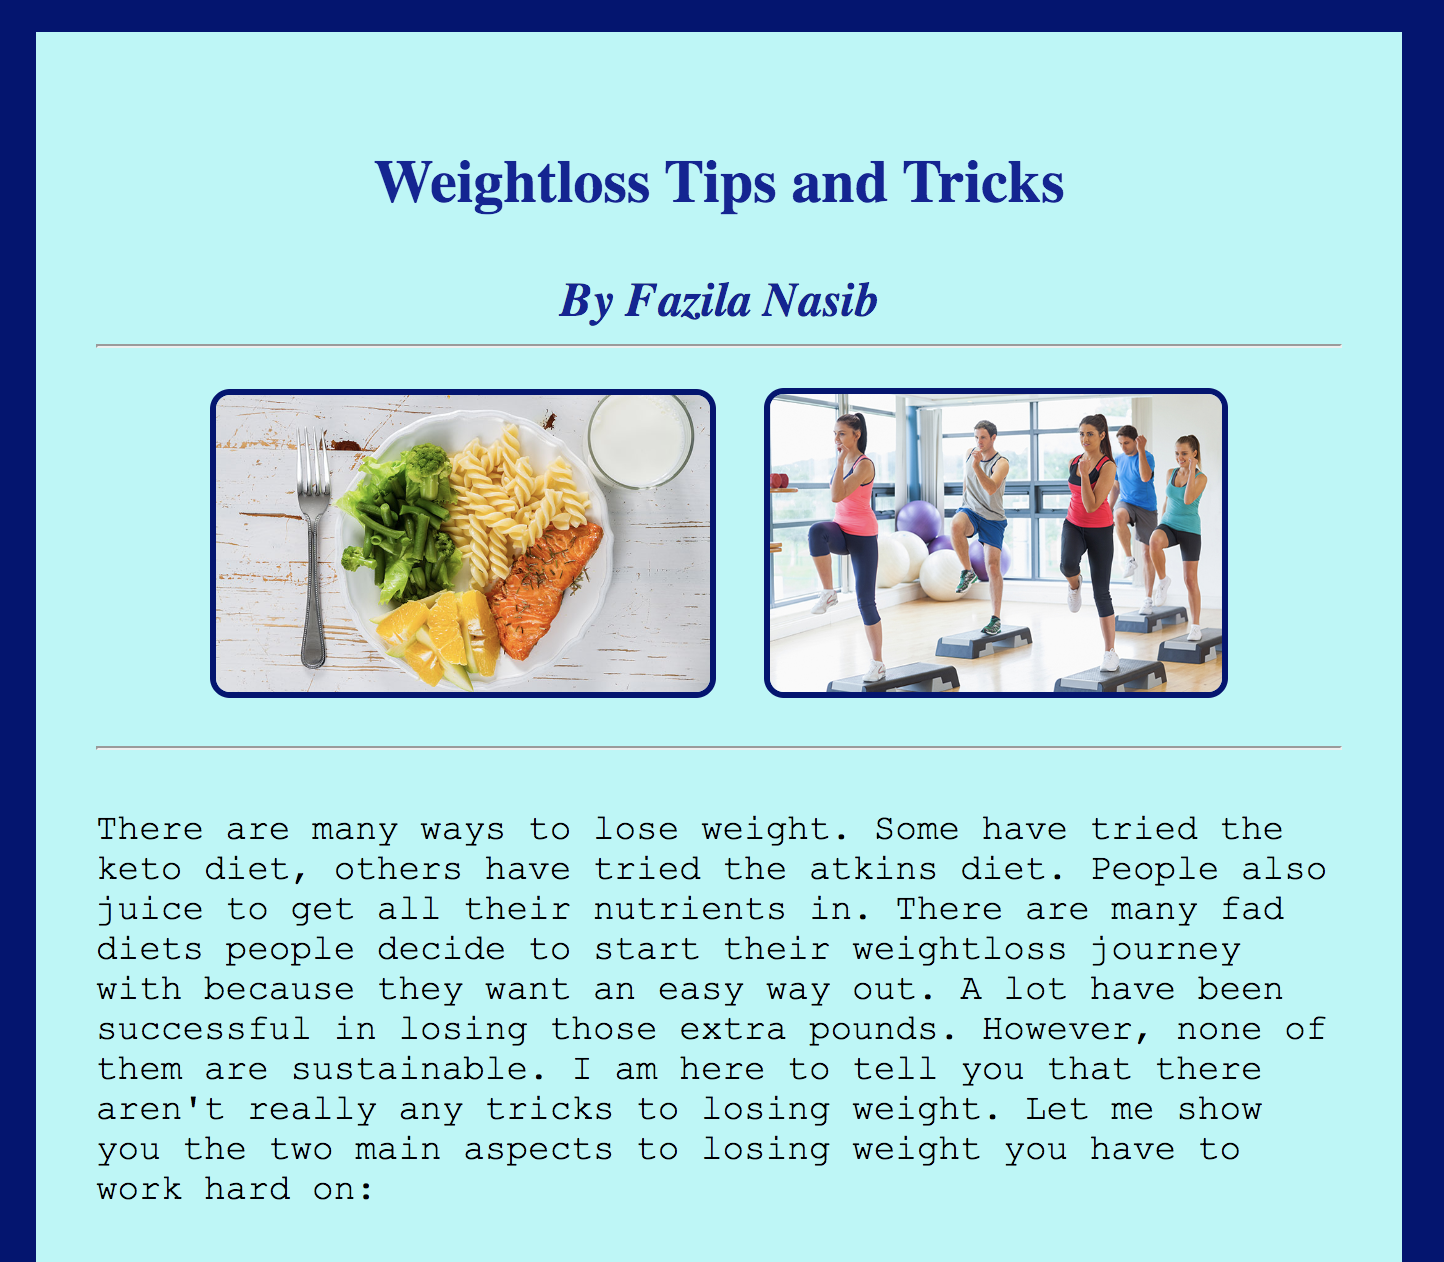 Weightloss Tips and Tricks
By Fazila Nasib
There are many ways to lose weight. Some have tried the
keto diet, others have tried the atkins diet. People also
juice to get all their nutrients in. There are many fad
diets people decide to start their weightloss journey
with because they want an easy way out. A lot have been
successful in losing those extra pounds. However, none of
them are sustainable. I am here to tell you that there
aren't really any tricks to losing weight. Let me show
you the two main aspects to losing weight you have to
work hard on: